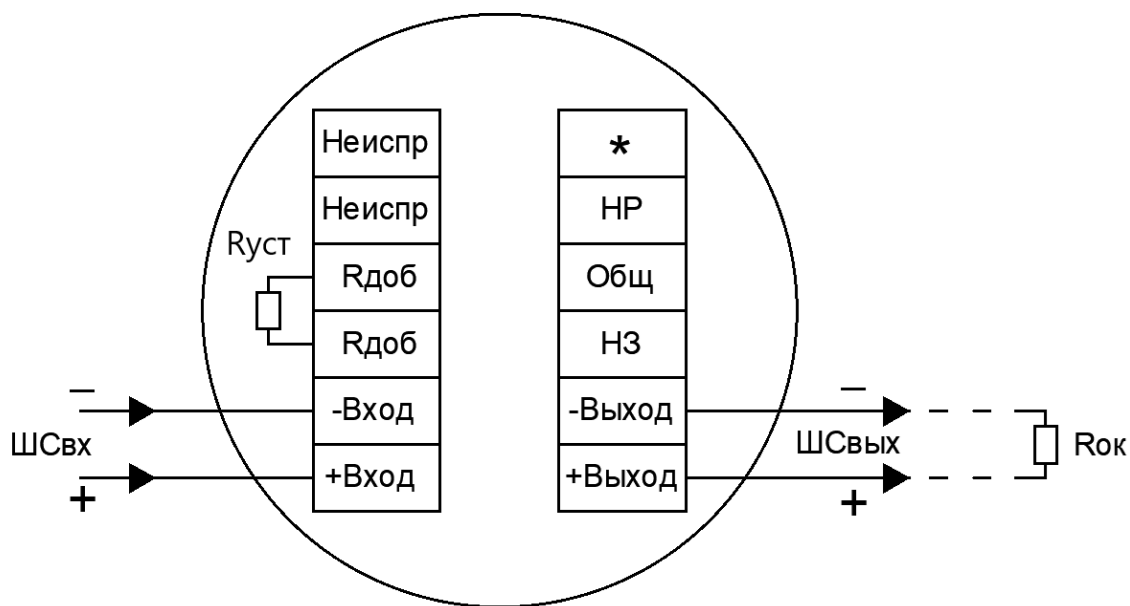 Неиспр
Неиспр
Rуст
Rдоб
Rдоб
–
-Вход
ШСвх
+Вход
+
*
НР
Общ
НЗ
–
-Выход
ШСвых
Rок
+Выход
+